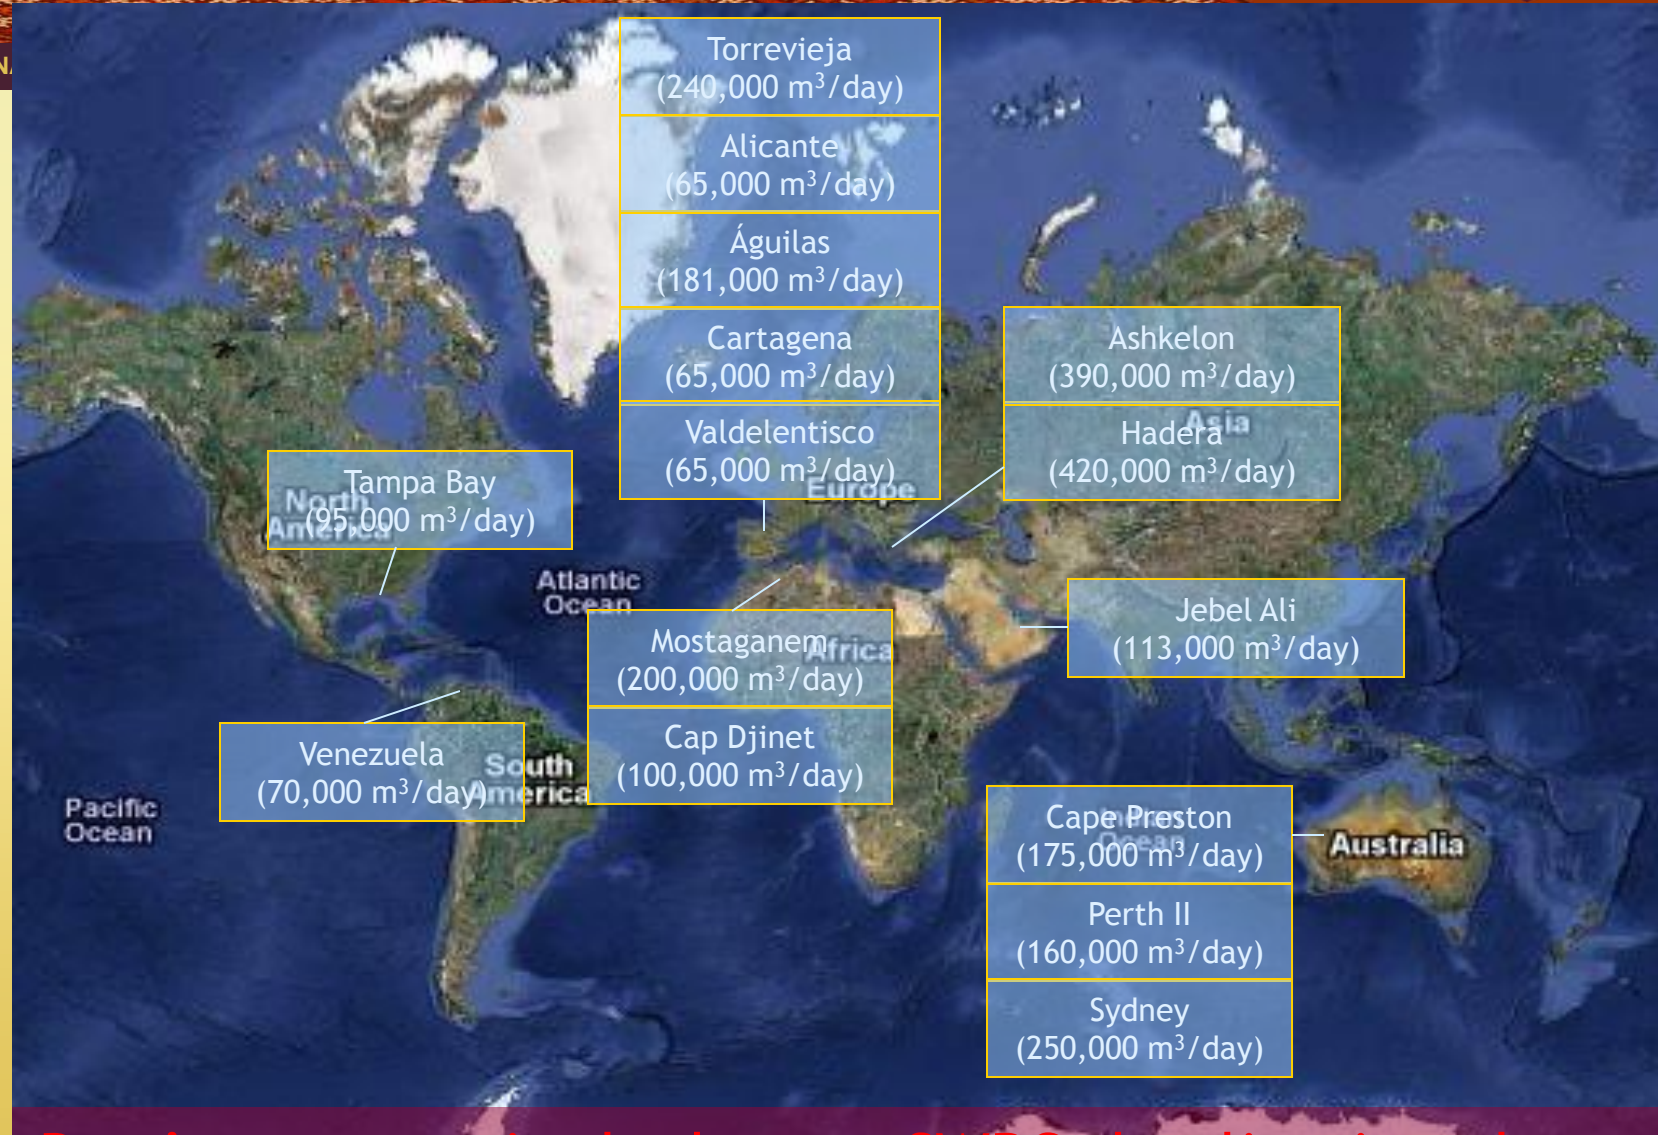 Torrevieja
(240,000 m³/day)
Alicante
(65,000 m³/day)
Águilas
(181,000 m³/day)
Cartagena
(65,000 m³/day)
Valdelentisco
(65,000 m³/day)
Europe
Ashkelon
(390,000 m³/day)
Hadera
(420,000 m³/day)
Asia
Tampa Bay
(95,000 m³/day)
North
America
Atlantic
Ocean
Jebel Ali
(113,000 m³/day)
Mostaganem
(200,000 m³/day)
Africa
Cap Djinet
(100,000 m³/day)
Venezuela
(70,000 m³/day)
South
America
Pacific
Ocean
Cape Preston
(175,000 m³/day)
Indian
Ocean
Perth II
(160,000 m³/day)
Sydney
(250,000 m³/day)
Australia